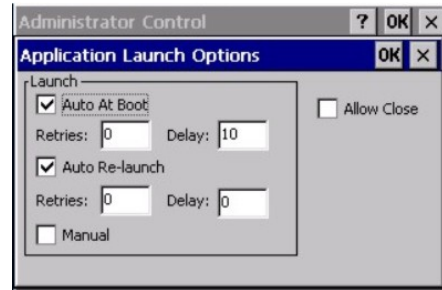 Administrator Control ? OK ×
Application Launch Options OK ×
Launch
Auto At Boot
Allow Close
Retries: 0 Delay: 10
Auto Re-launch
Retries: 0 Delay: 0
Manual